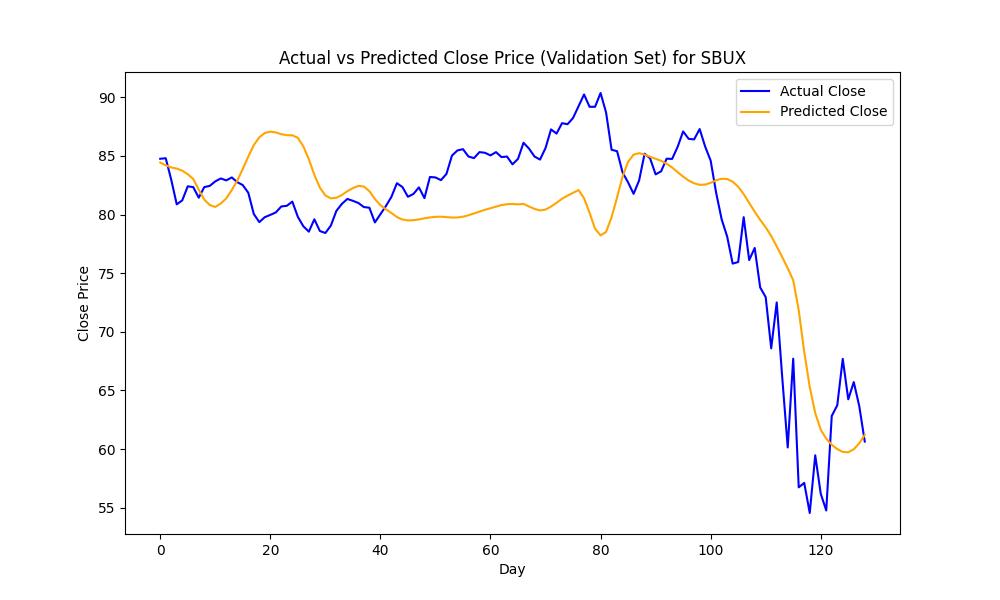 Actual vs Predicted Close Price (Validation Set) for SBUX
Actual Close
Predicted Close
Close Price
90
85
80
75
70
65
60
55
0 20 40 60 80 100 120
Day